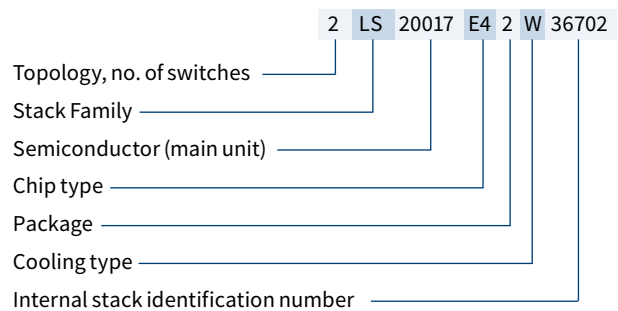 2 LS 20017 E4 2 W 36702
Topology, no. of switches
Stack Family
Semiconductor (main unit)
Chip type
Package
Cooling type
Internal stack identification number